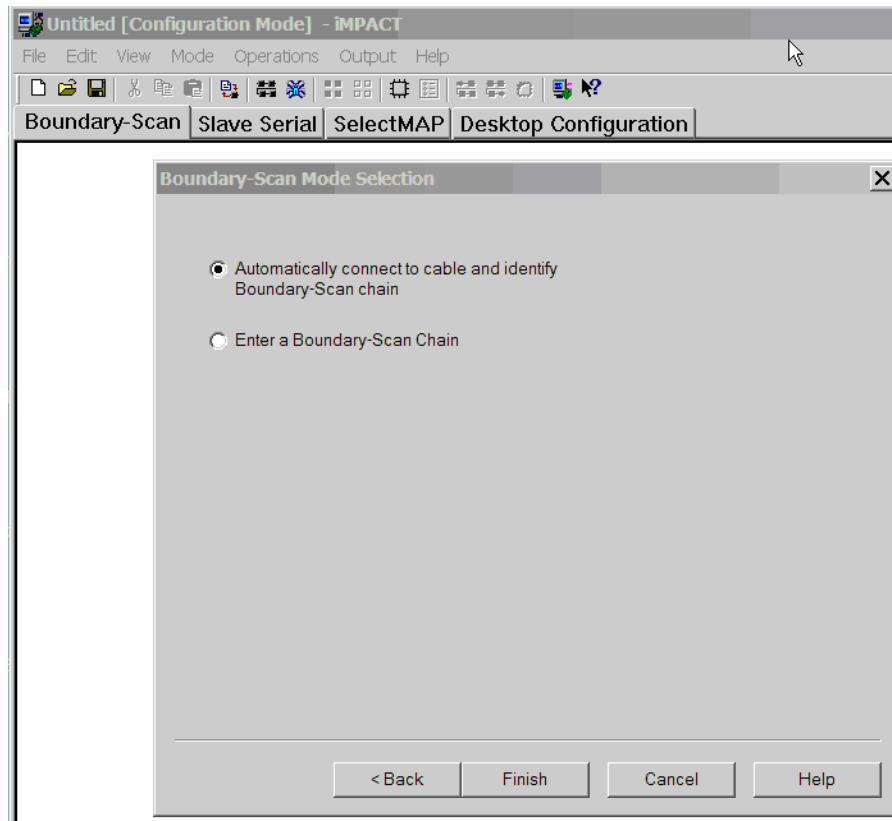 Untitled [Configuration Mode] - iMPACT
File Edit View Mode Operations Output Help
Boundary-Scan Slave Serial SelectMAP Desktop Configuration
Boundary-Scan Mode Selection
Automatically connect to cable and identify
Boundary-Scan chain
Enter a Boundary-Scan Chain
< Back Finish Cancel Help